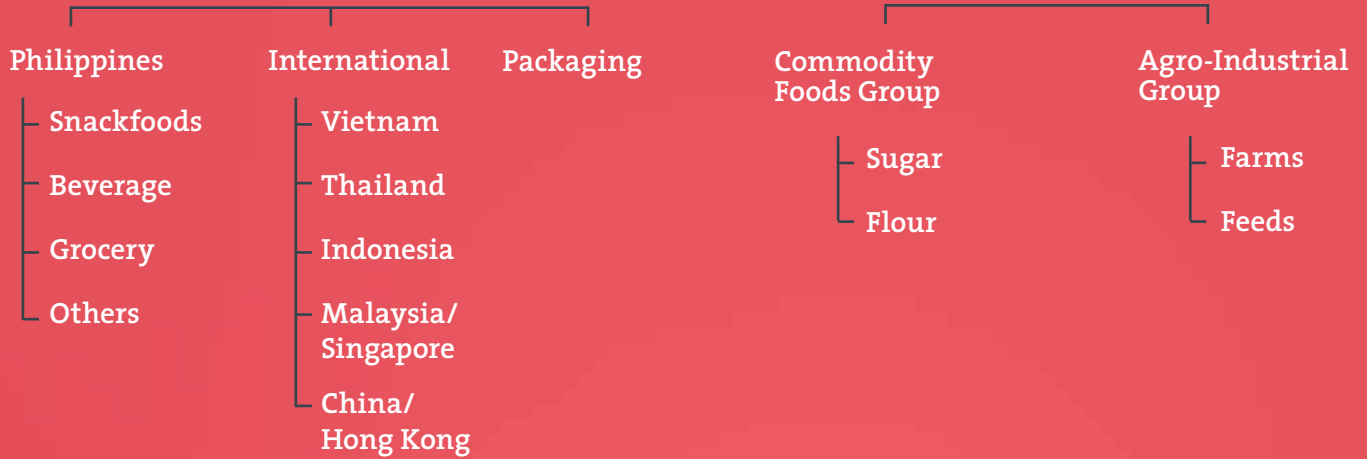 Philippines
Snackfoods
Beverage
Grocery
Others
International
Vietnam
Thailand
Indonesia
Malaysia/
Singapore
China/
Hong Kong
Packaging
Commodity
Foods Group
Sugar
Flour
Agro-Industrial
Group
Farms
Feeds